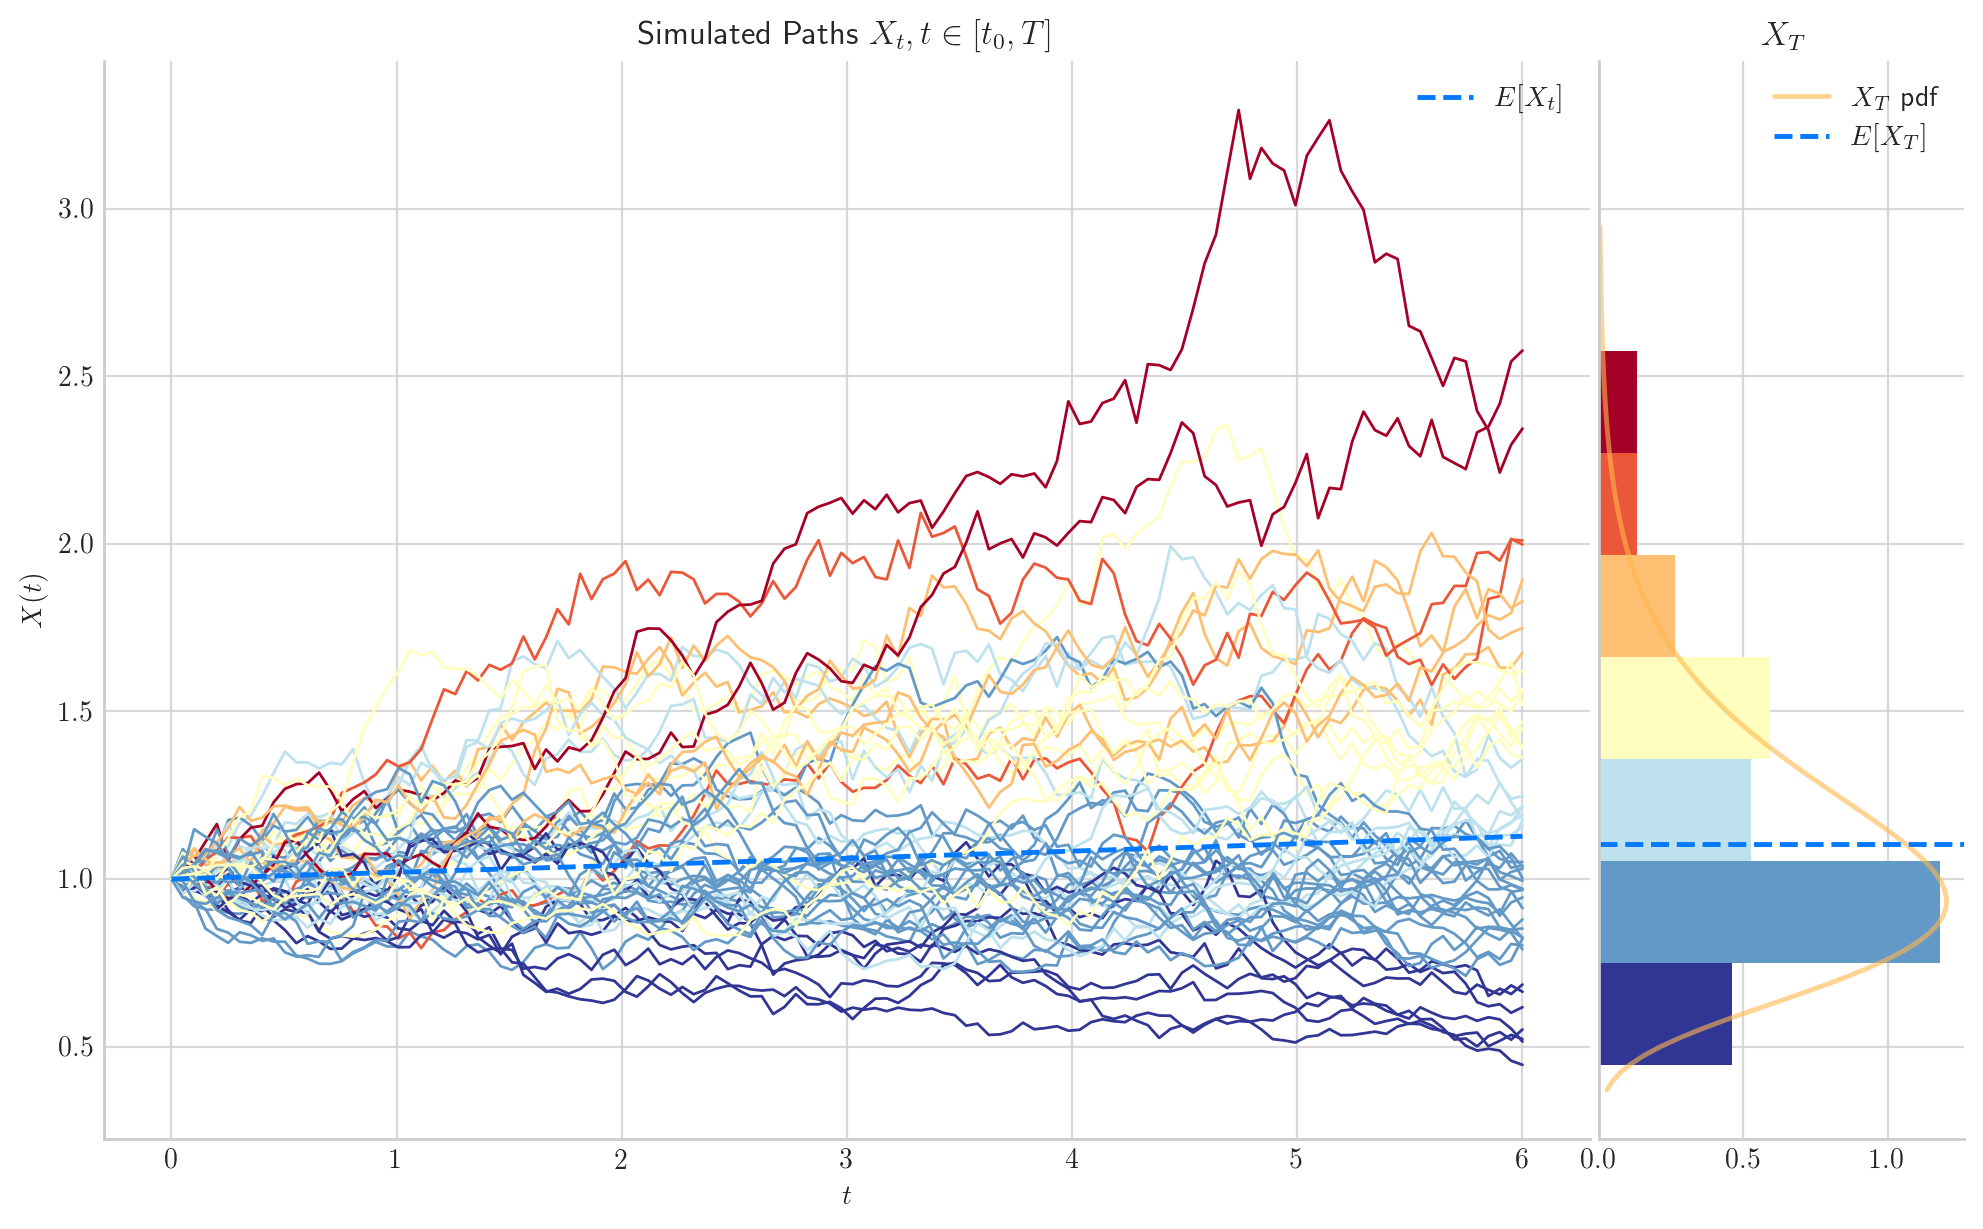 Simulated Paths $X_t, t \in [t_0, T]$
$X_T$
$E[X_t]$
$X_T$ pdf
$E[X_T]$
3.0
2.5
2.0
1.5
1.0
0.5
$X(t)$
0 1 2 3 4 5 6
0.0 0.5 1.0
$t$